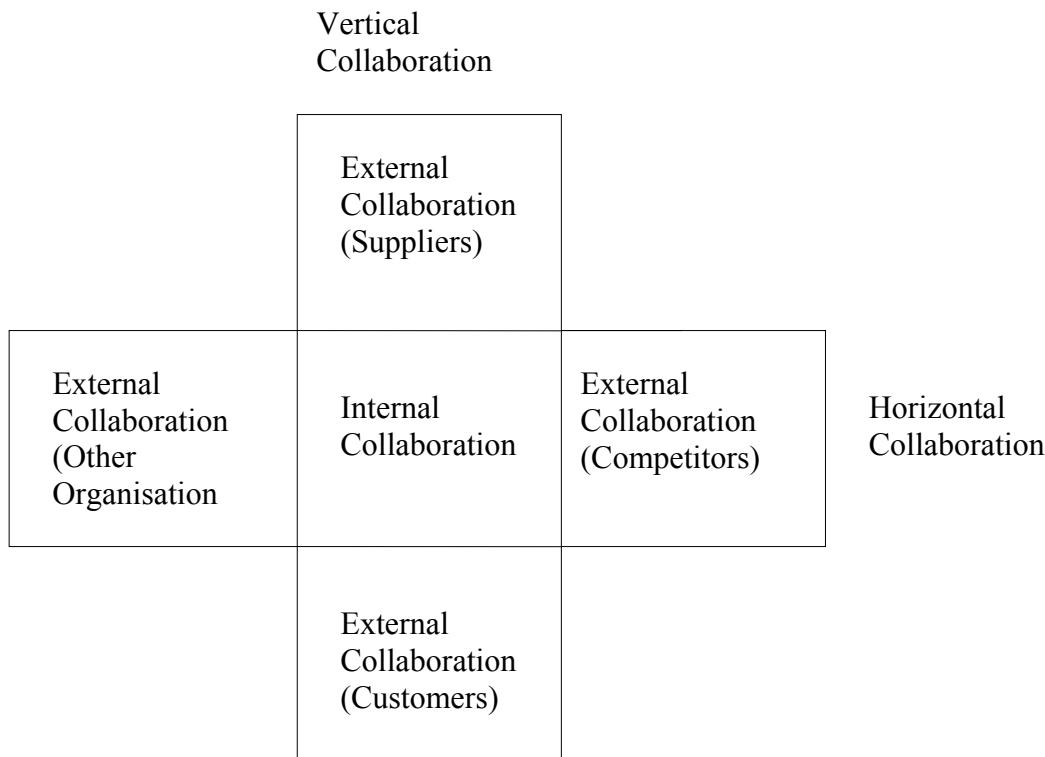 Vertical
Collaboration
External
Collaboration
(Suppliers)
External
Collaboration
(Other
Organisation
Internal
Collaboration
External
Collaboration
(Competitors)
Horizontal
Collaboration
External
Collaboration
(Customers)